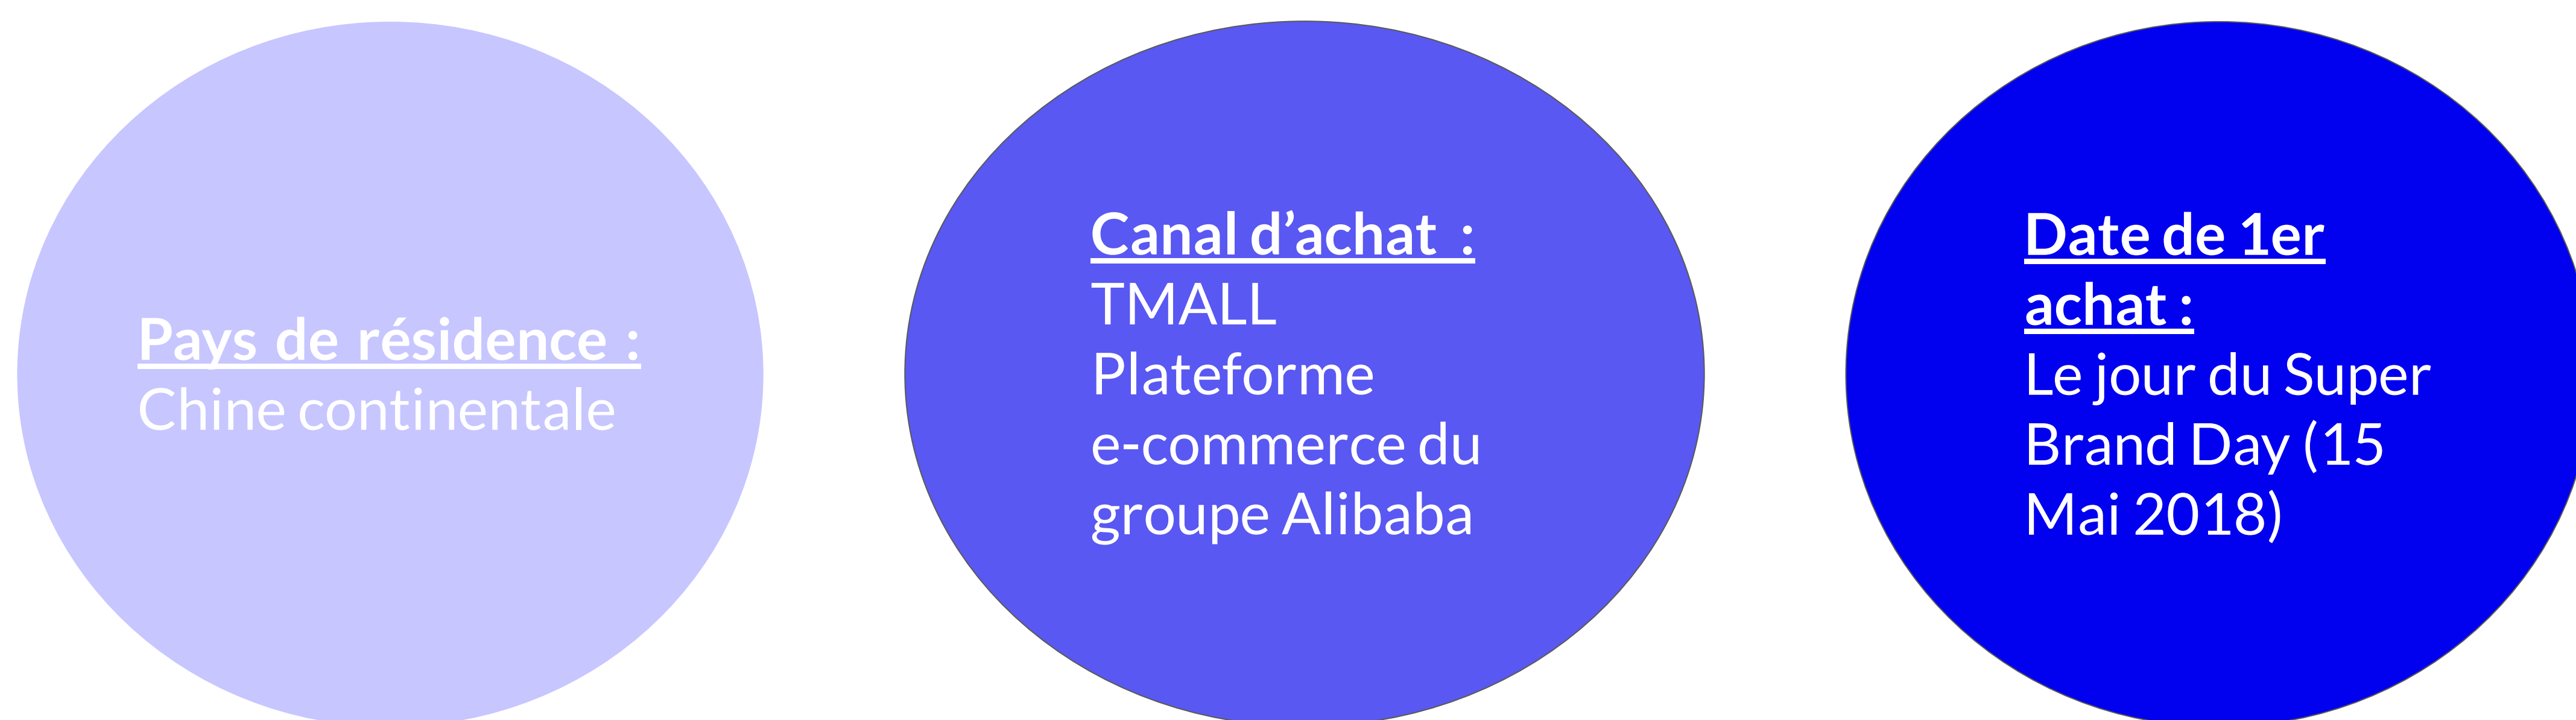 Pays de résidence :
Chine continentale
Canal d’achat :
TMALL
Plateforme
e-commerce du
groupe Alibaba
Date de 1er
achat :
Le jour du Super
Brand Day (15
Mai 2018)